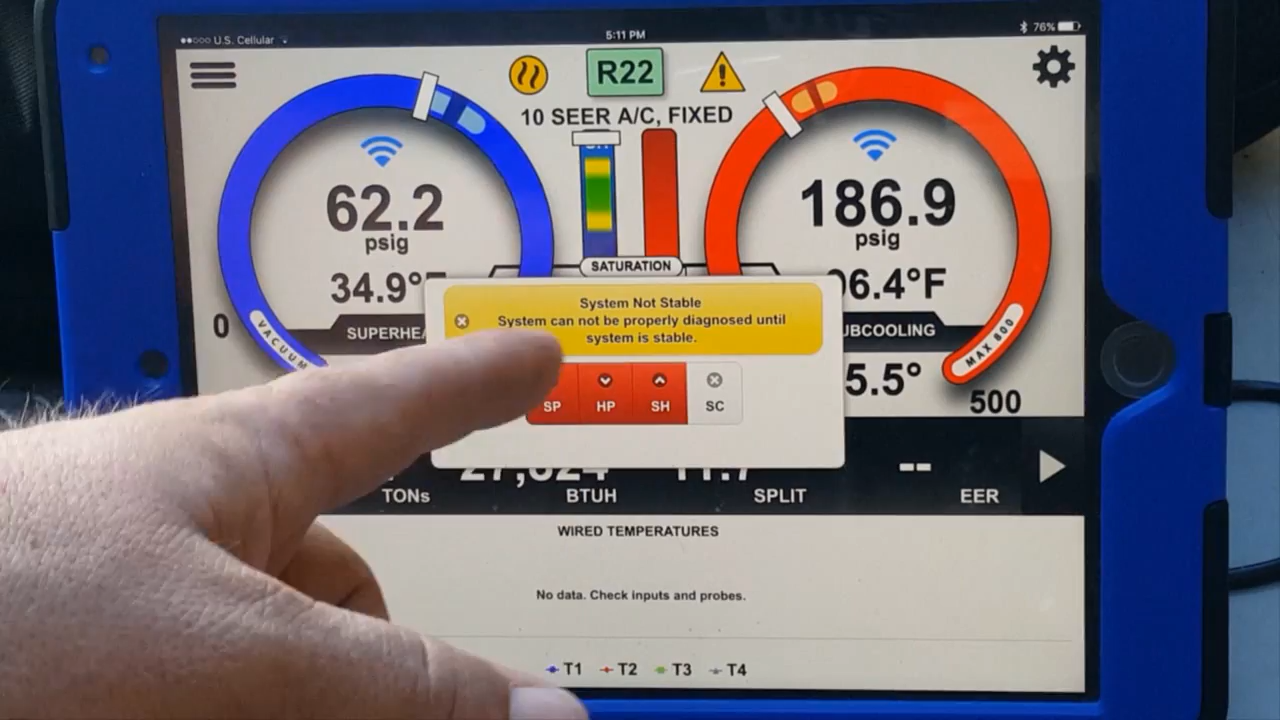 U.S. Cellular
5:11 PM
76%
R22
10 SEER A/C, FIXED
62.2
psig
34.9°F
186.9
psig
96.4°F
SATURATION
0
VACUUM
System Not Stable
System can not be properly diagnosed until
system is stable.
SUBCOOLING
5.5°
MAX 800
500
SP
HP
SH
SC
TONs
BTUH
SPLIT
--
EER
WIRED TEMPERATURES
No data. Check inputs and probes.
T1
T2
T3
T4